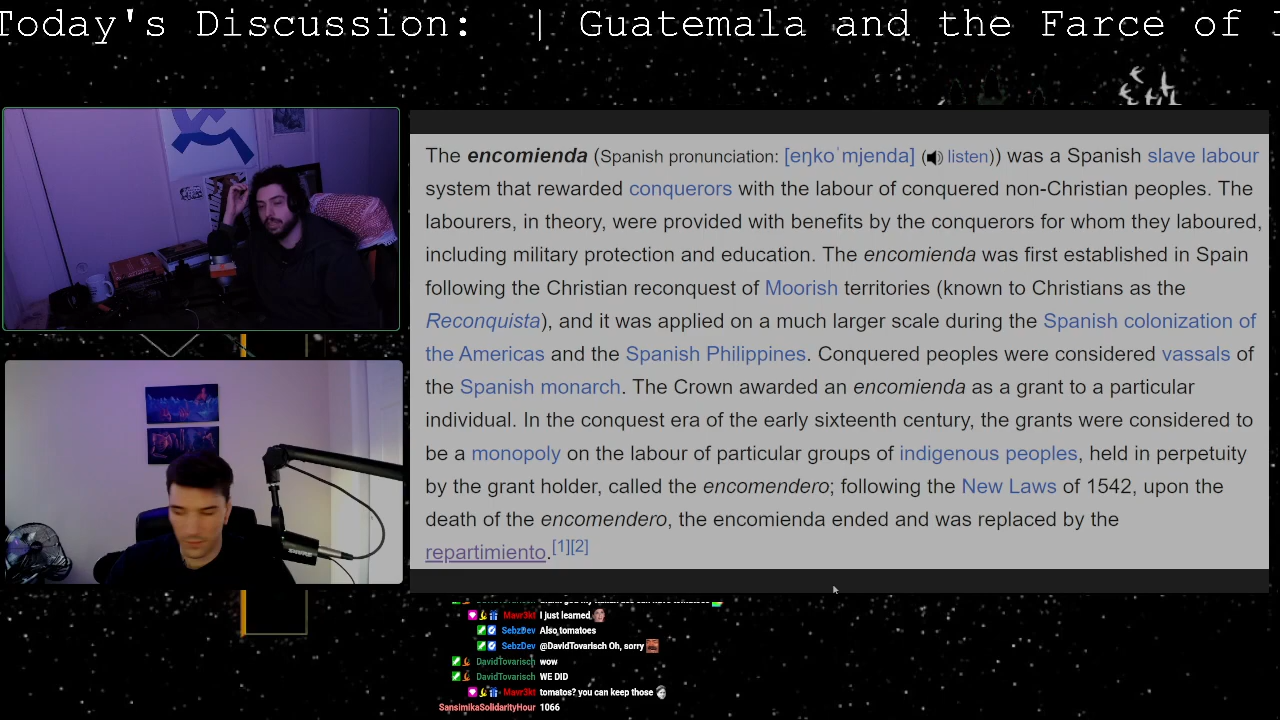 Today's Discussion: | Guatemala and the Farce of
The encomienda (Spanish pronunciation: [eŋkoˈmjenda] (listen)) was a Spanish slave labour
system that rewarded conquerors with the labour of conquered non-Christian peoples. The
labourers, in theory, were provided with benefits by the conquerors for whom they laboured,
including military protection and education. The encomienda was first established in Spain
following the Christian reconquest of Moorish territories (known to Christians as the
Reconquista), and it was applied on a much larger scale during the Spanish colonization of
the Americas and the Spanish Philippines. Conquered peoples were considered vassals of
the Spanish monarch. The Crown awarded an encomienda as a grant to a particular
individual. In the conquest era of the early sixteenth century, the grants were considered to
be a monopoly on the labour of particular groups of indigenous peoples, held in perpetuity
by the grant holder, called the encomendero; following the New Laws of 1542, upon the
death of the encomendero, the encomienda ended and was replaced by the
repartimiento.[1][2]
Mavr3kt I just learned
SebzDev Also tomatoes
SebzDev @DavidTovarisch Oh, sorry
DavidTovarisch wow
DavidTovarisch WE DID
Mavr3kt tomatos? you can keep those
SansimikaSolidarityHour 1066